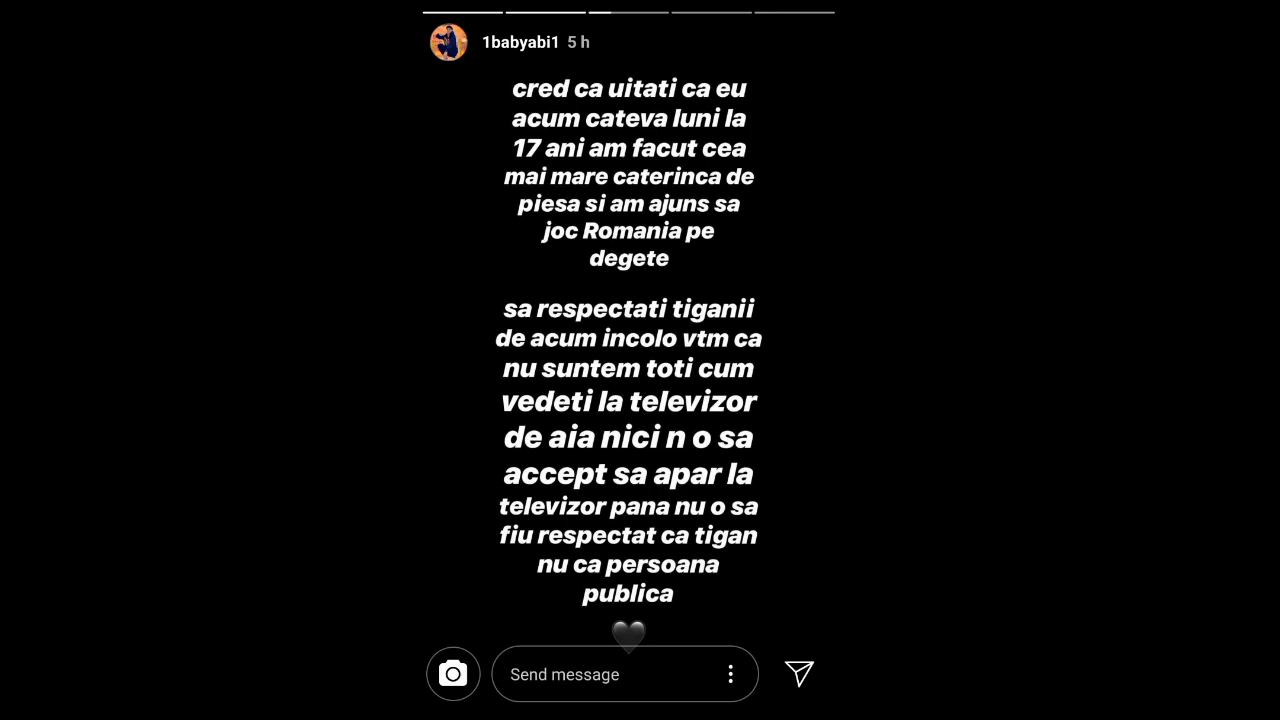 1babyabi1 5 h
cred ca uitati ca eu
acum cateva luni la
17 ani am facut cea
mai mare caterinca de
piesa si am ajuns sa
joc Romania pe
degete
sa respectati tiganii
de acum incolo vtm ca
nu suntem toti cum
vedeti la televizor
de aia nici n o sa
accept sa apar la
televizor pana nu o sa
fiu respectat ca tigan
nu ca persoana
publica
🖤
Send message